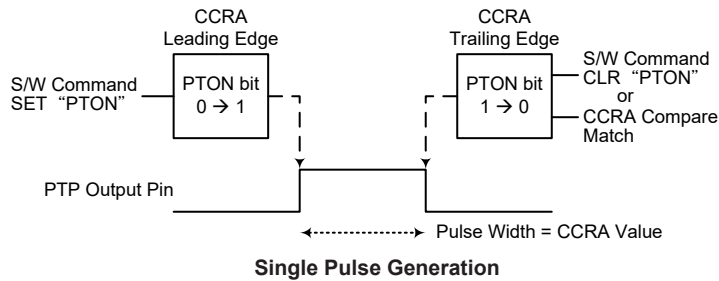 CCRA
Leading Edge
CCRA
Trailing Edge
S/W Command
SET “PTON”
PTON bit
0 → 1
PTON bit
1 → 0
S/W Command
CLR “PTON”
or
CCRA Compare
Match
PTP Output Pin
Pulse Width = CCRA Value
Single Pulse Generation